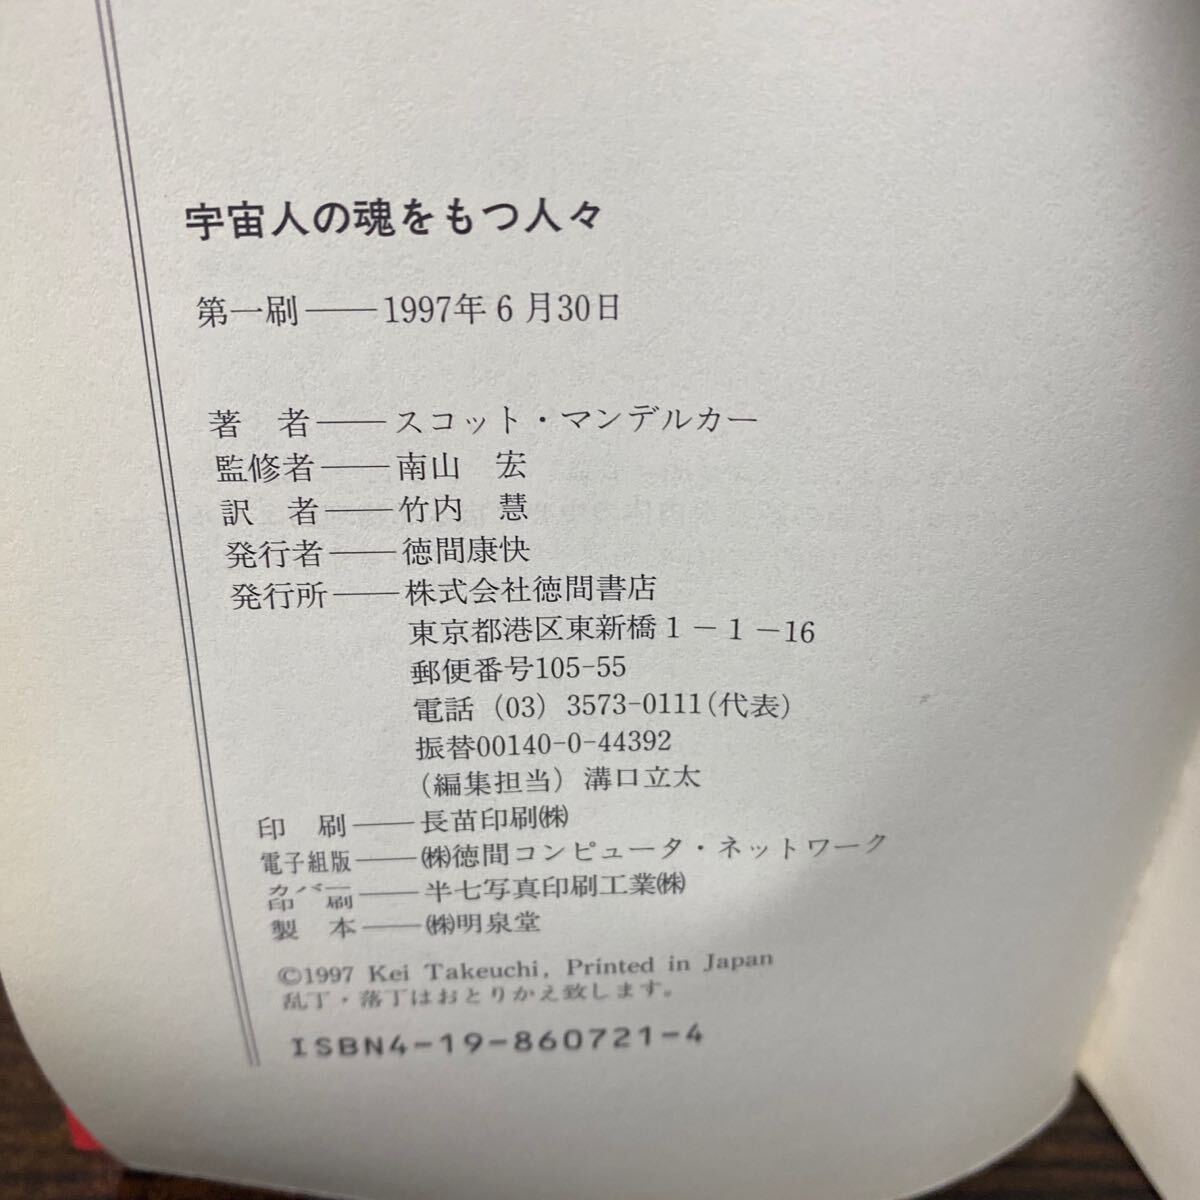 宇宙人の魂をもつ人々
第一刷――1997年6月30日
著　者――スコット・マンデルカー
監修者――南山　宏
訳　者――竹内　慧
発行者――徳間康快
発行所――株式会社徳間書店
東京都港区東新橋1－1－16
郵便番号105-55
電話（03）3573-0111（代表）
振替00140-0-44392
（編集担当）溝口立太
印　刷――長苗印刷㈱
電子組版――㈱徳間コンピュータ・ネットワーク
カバー印刷――半七写真印刷工業㈱
製　本――㈱明泉堂
©1997 Kei Takeuchi, Printed in Japan
乱丁・落丁はおとりかえ致します。
ISBN4-19-860721-4